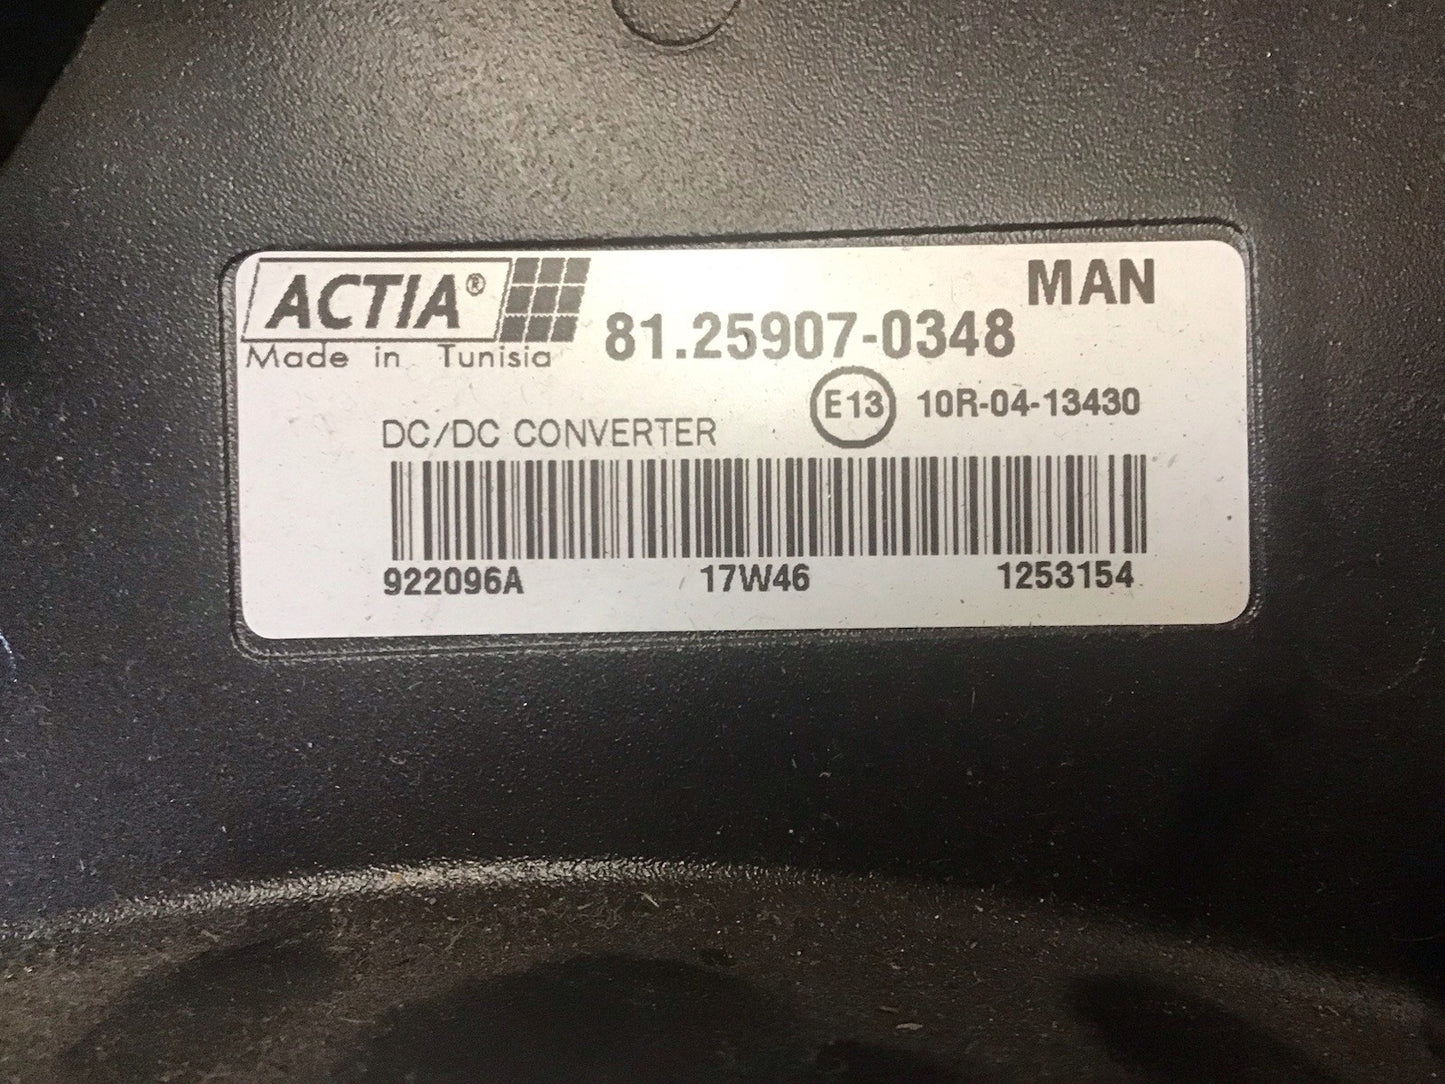 ACTIA®
MAN
Made in Tunisia
81.25907-0348
E13
10R-04-13430
DC/DC CONVERTER
922096A 17W46 1253154